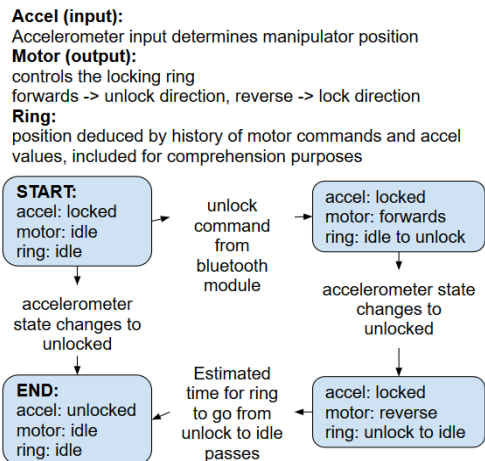 Accel (input):
Accelerometer input determines manipulator position
Motor (output):
controls the locking ring
forwards -> unlock direction, reverse -> lock direction
Ring:
position deduced by history of motor commands and accel
values, included for comprehension purposes
START:
accel: locked
motor: idle
ring: idle
unlock
command
from
bluetooth
module
accel: locked
motor: forwards
ring: idle to unlock
accelerometer
state changes to
unlocked
accelerometer state
changes to
unlocked
END:
accel: unlocked
motor: idle
ring: idle
Estimated
time for ring
to go from
unlock to idle
passes
accel: locked
motor: reverse
ring: unlock to idle